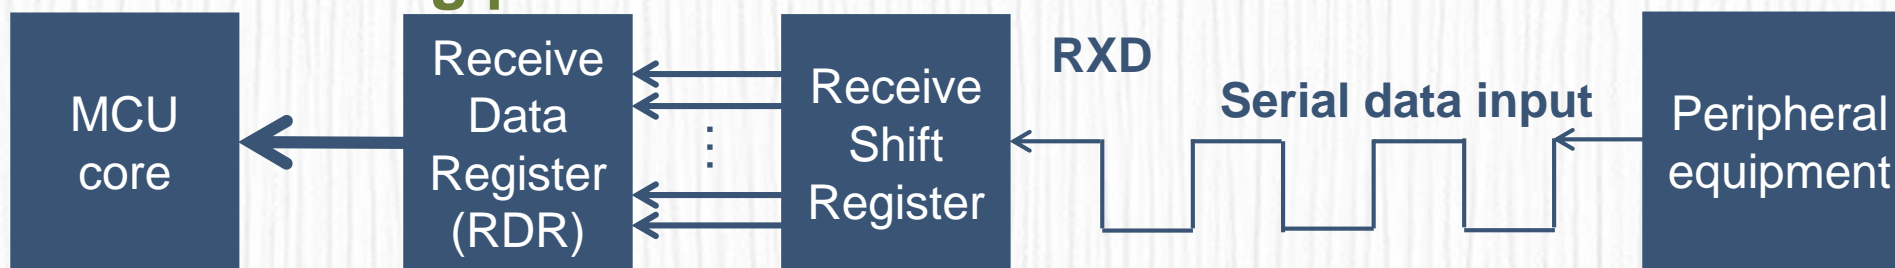 MCU
core
Receive
Data
Register
(RDR)
Receive
Shift
Register
RXD
Serial data input
Peripheral
equipment